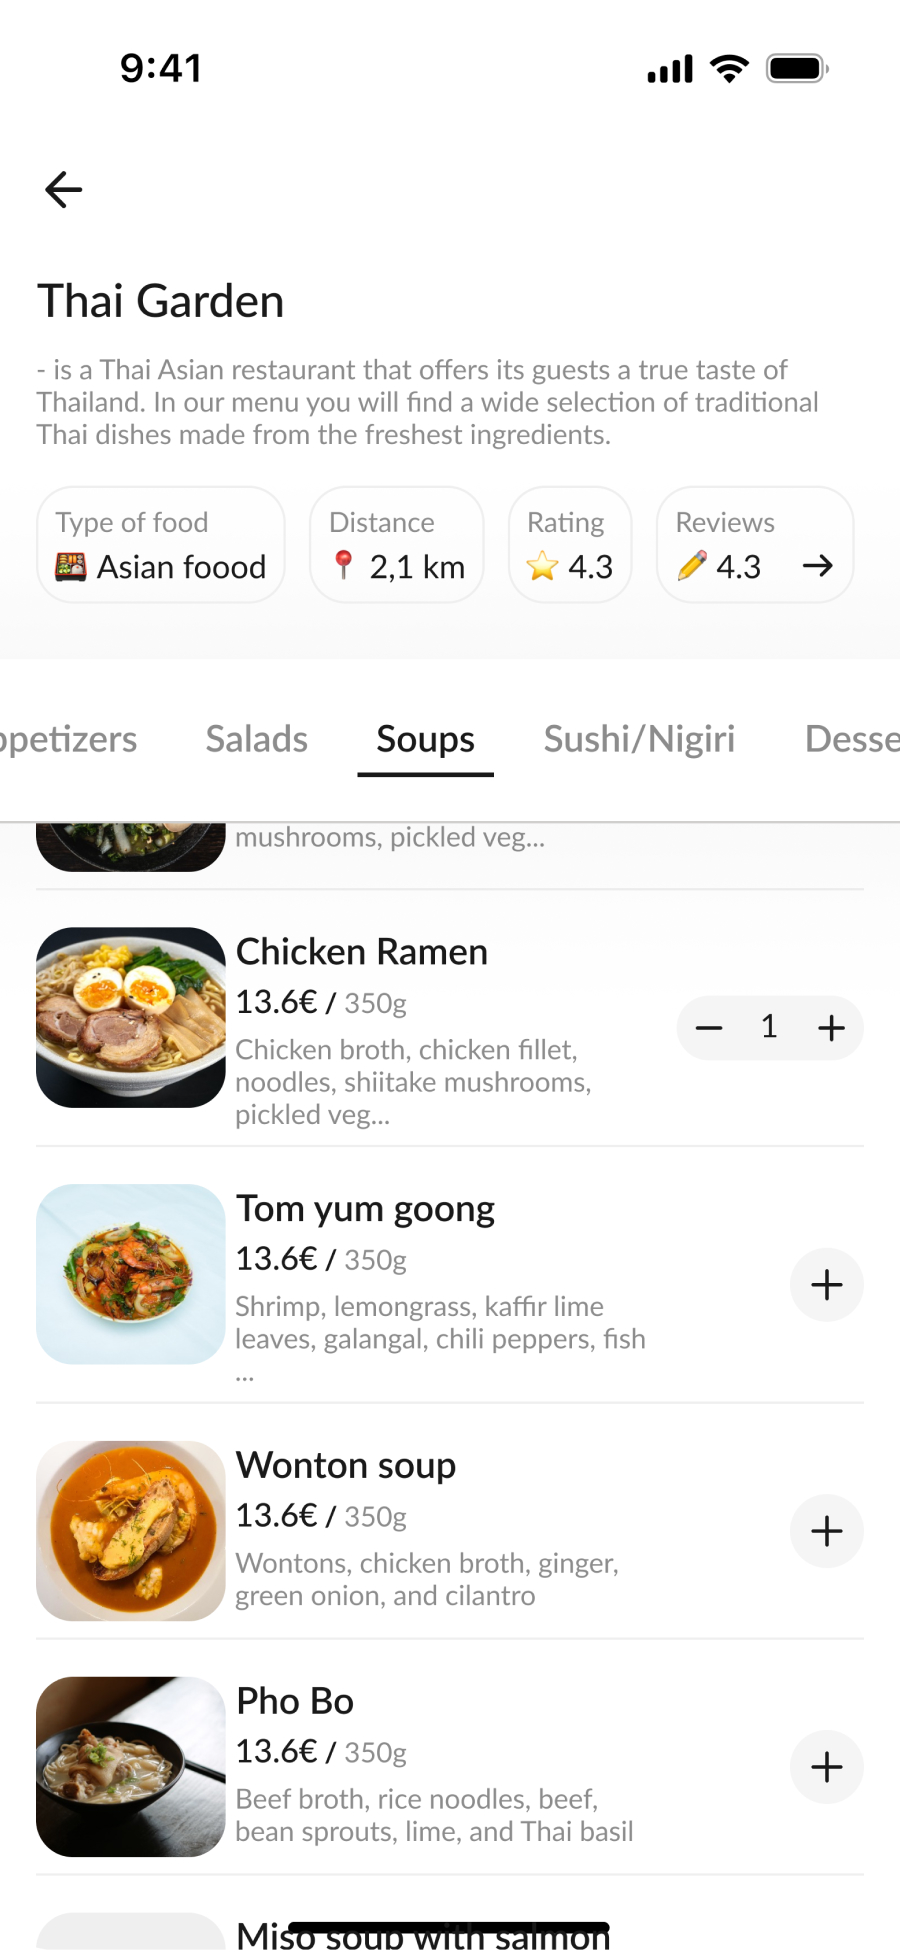 9:41
Thai Garden
- is a Thai Asian restaurant that offers its guests a true taste of
Thailand. In our menu you will find a wide selection of traditional
Thai dishes made from the freshest ingredients.
Type of food
Asian foood
Distance
2,1 km
Rating
4.3
Reviews
4.3
ppetizers
Salads
Soups
Sushi/Nigiri
Desse
mushrooms, pickled veg...
Chicken Ramen
13.6€ / 350g
Chicken broth, chicken fillet,
noodles, shiitake mushrooms,
pickled veg...
1
Tom yum goong
13.6€ / 350g
Shrimp, lemongrass, kaffir lime
leaves, galangal, chili peppers, fish
...
Wonton soup
13.6€ / 350g
Wontons, chicken broth, ginger,
green onion, and cilantro
Pho Bo
13.6€ / 350g
Beef broth, rice noodles, beef,
bean sprouts, lime, and Thai basil
Miso soup with salmon